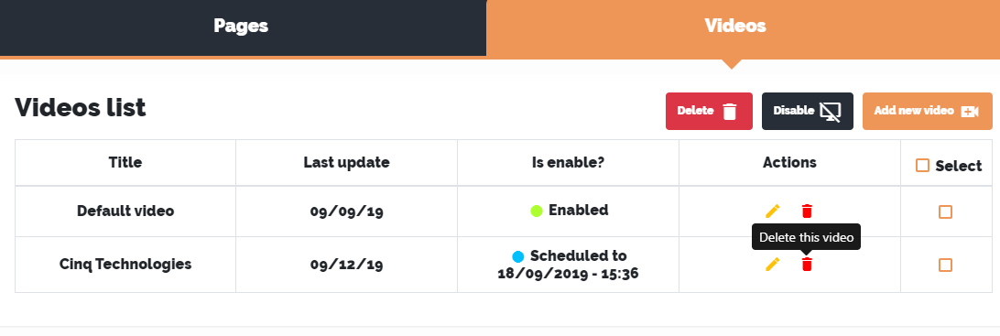 Pages
Videos
Videos list
Delete
Disable
Add new video
Title
Last update
Is enable?
Actions
Select
Default video
09/09/19
Enabled
Delete this video
Cinq Technologies
09/12/19
Scheduled to
18/09/2019 - 15:36